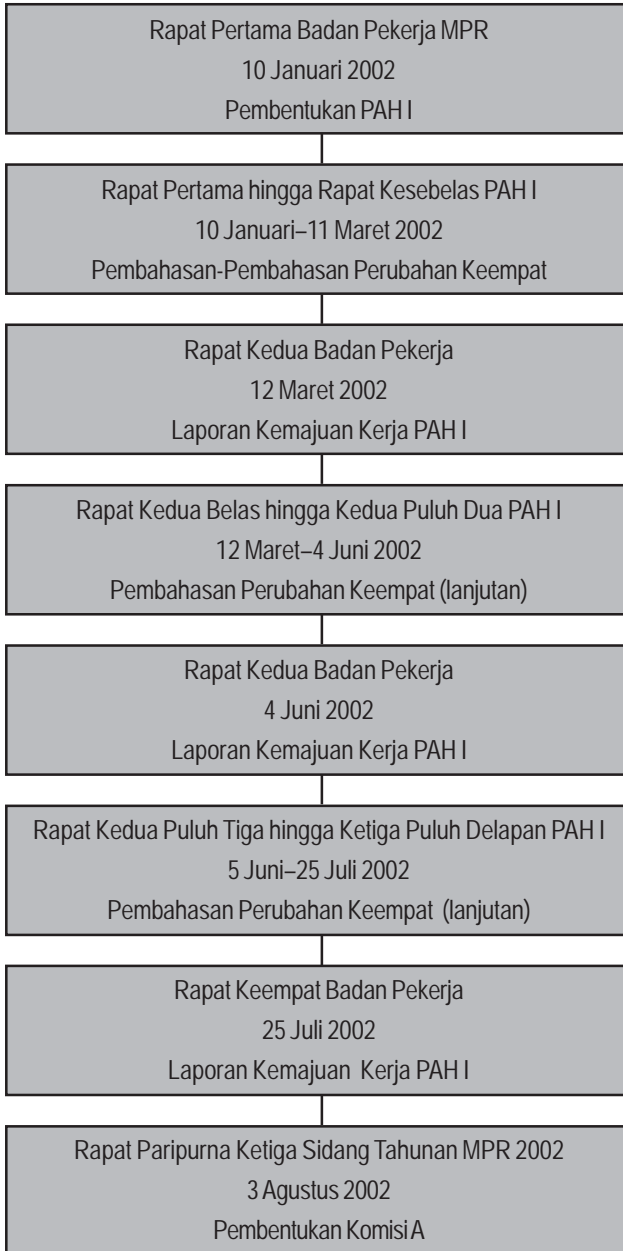 Rapat Pertama Badan Pekerja MPR
10 Januari 2002
Pembentukan PAH I
Rapat Pertama hingga Rapat Kesebelas PAH I
10 Januari–11 Maret 2002
Pembahasan-Pembahasan Perubahan Keempat
Rapat Kedua Badan Pekerja
12 Maret 2002
Laporan Kemajuan Kerja PAH I
Rapat Kedua Belas hingga Kedua Puluh Dua PAH I
12 Maret–4 Juni 2002
Pembahasan Perubahan Keempat (lanjutan)
Rapat Kedua Badan Pekerja
4 Juni 2002
Laporan Kemajuan Kerja PAH I
Rapat Kedua Puluh Tiga hingga Ketiga Puluh Delapan PAH I
5 Juni–25 Juli 2002
Pembahasan Perubahan Keempat (lanjutan)
Rapat Keempat Badan Pekerja
25 Juli 2002
Laporan Kemajuan Kerja PAH I
Rapat Paripurna Ketiga Sidang Tahunan MPR 2002
3 Agustus 2002
Pembentukan Komisi A